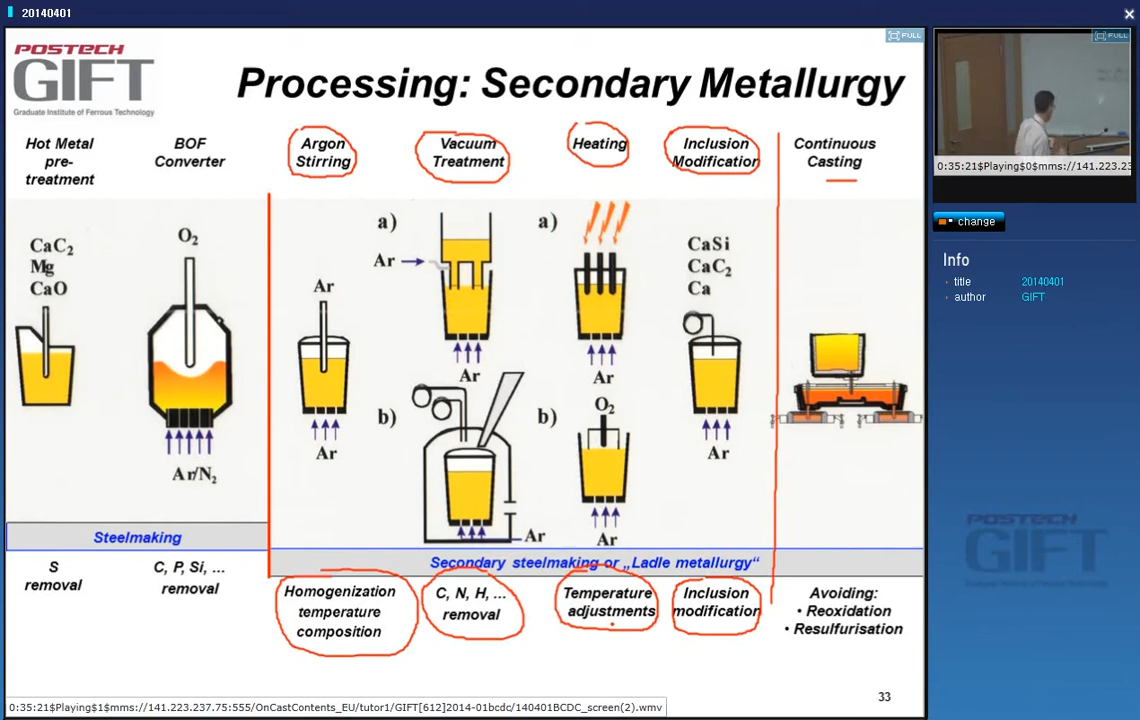 20140401
POSTECH
GIFT
Graduate Institute of Ferrous Technology
Processing: Secondary Metallurgy
FULL
Hot Metal
pre-
treatment
BOF
Converter
Argon
Stirring
Vacuum
Treatment
Heating
Inclusion
Modification
Continuous
Casting
CaC2
Mg
CaO
O2
Ar/N2
Ar
Ar
a)
Ar
Ar
b)
Ar
a)
Ar
b)
O2
Ar
CaSi
CaC2
Ca
Ar
Steelmaking
Secondary steelmaking or „Ladle metallurgy“
S
removal
C, P, Si, ...
removal
Homogenization
temperature
composition
C, N, H, ...
removal
Temperature
adjustments
Inclusion
modification
Avoiding:
• Reoxidation
• Resulfurisation
33
0:35:21$Playing$1$mms://141.223.237.75:555/OnCastContents_EU/tutor1/GIFT[612]2014-01bcdc/140401BCDC_screen(2).wmv
FULL
0:35:21$Playing$0$mms://141.223.23
change
Info
title 20140401
author GIFT
POSTECH
GIFT